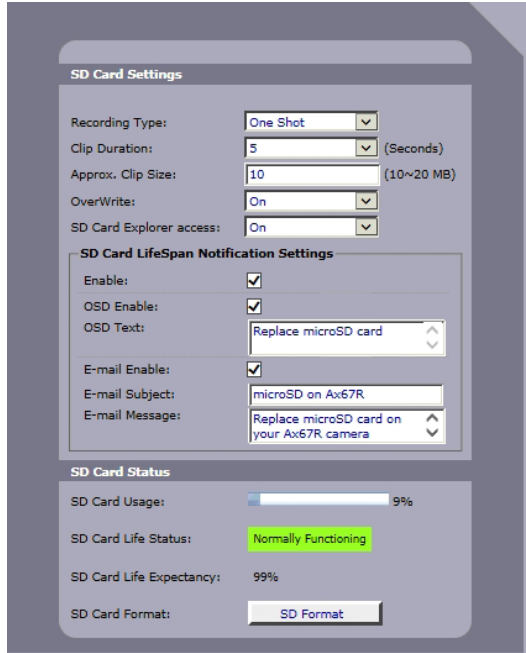 SD Card Settings
Recording Type: One Shot
Clip Duration: 5 (Seconds)
Approx. Clip Size: 10 (10~20 MB)
OverWrite: On
SD Card Explorer access: On
SD Card LifeSpan Notification Settings
Enable:
OSD Enable:
OSD Text: Replace microSD card
E-mail Enable:
E-mail Subject: microSD on Ax67R
E-mail Message: Replace microSD card on
your Ax67R camera
SD Card Status
SD Card Usage: 9%
SD Card Life Status: Normally Functioning
SD Card Life Expectancy: 99%
SD Card Format: SD Format